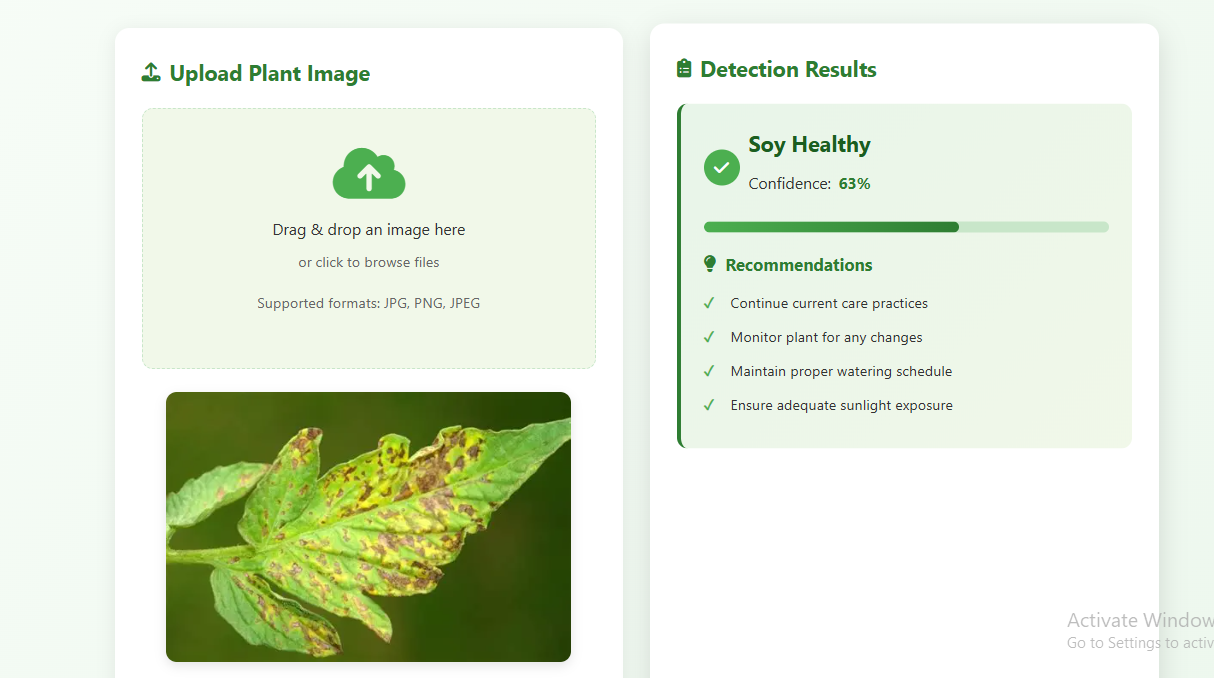 Upload Plant Image
Drag & drop an image here
or click to browse files
Supported formats: JPG, PNG, JPEG
Detection Results
Soy Healthy
Confidence: 63%
Recommendations
Continue current care practices
Monitor plant for any changes
Maintain proper watering schedule
Ensure adequate sunlight exposure
Activate Window
Go to Settings to activ